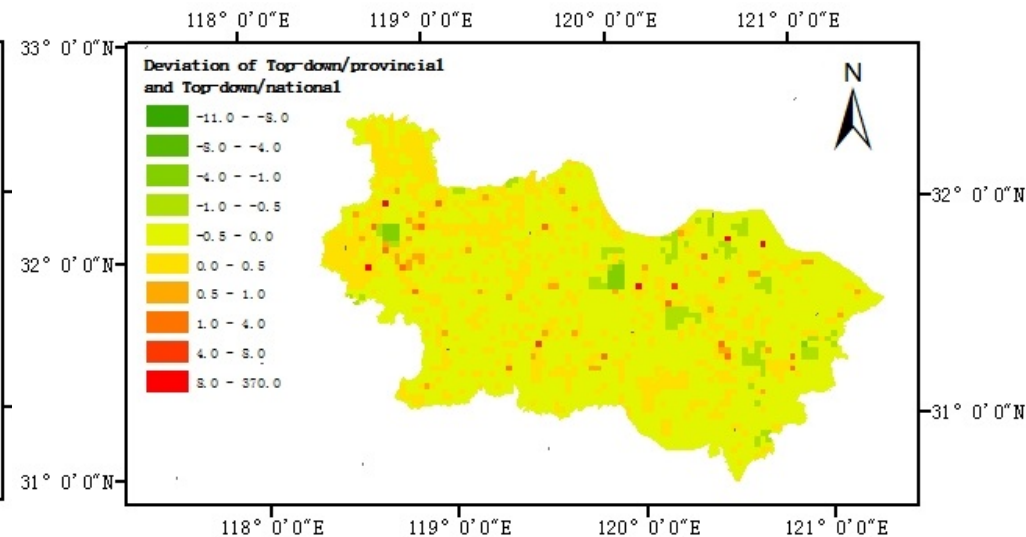 118° 0'0"E 119° 0'0"E 120° 0'0"E 121° 0'0"E
33° 0'0"N
Deviation of Top-down/provincial
and Top-down/national
N
-11.0 - -8.0
-8.0 - -4.0
-4.0 - -1.0
-1.0 - -0.5
32° 0'0"N
-0.5 - 0.0
0.0 - 0.5
32° 0'0"N
0.5 - 1.0
1.0 - 4.0
4.0 - 8.0
8.0 - 370.0
31° 0'0"N
31° 0'0"N
118° 0'0"E 119° 0'0"E 120° 0'0"E 121° 0'0"E